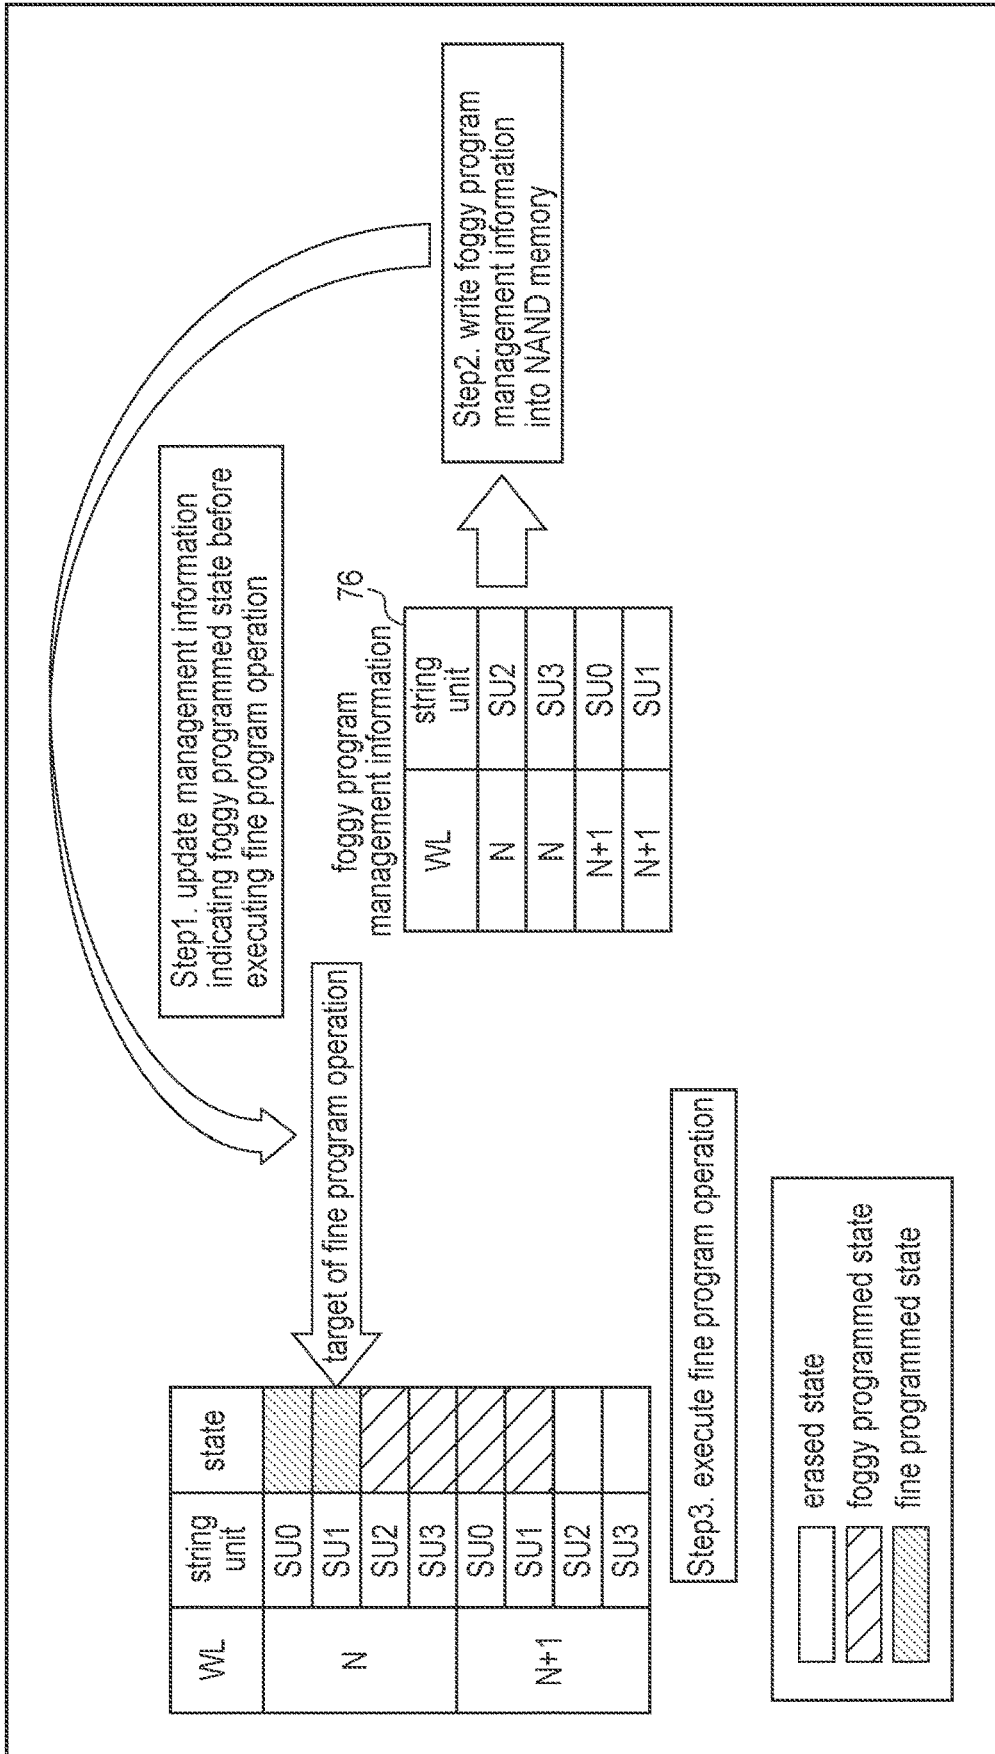 Step1. update management information
indicating foggy programmed state before
executing fine program operation
WL
string
unit
state
N
SU0
SU1
SU2
SU3
N+1
SU0
SU1
SU2
SU3
target of fine program operation
foggy program
management information
76
WL
string
unit
N
SU2
N
SU3
N+1
SU0
N+1
SU1
Step2. write foggy program
management information
into NAND memory
Step3. execute fine program operation
erased state
foggy programmed state
fine programmed state